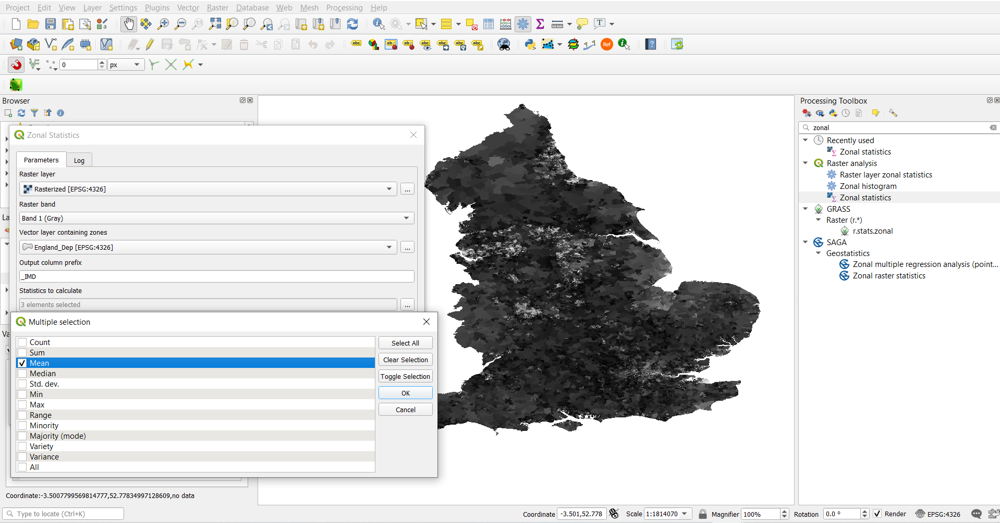 Project Edit View Layer Settings Plugins Vector Raster Database Web Mesh Processing Help
0 px
Browser
Zonal Statistics
Parameters Log
Raster layer
Rasterized [EPSG:4326] ...
Raster band
Band 1 (Gray)
Vector layer containing zones
England_Dep [EPSG:4326] ...
Output column prefix
_IMD
Statistics to calculate
3 elements selected ...
Multiple selection
Count
Sum
Mean
Median
Std. dev.
Min
Max
Range
Minority
Majority (mode)
Variety
Variance
All
Select All
Clear Selection
Toggle Selection
OK
Cancel
Coordinate:-3.5007799569814777,52.77834997128609,no data
Processing Toolbox
zonal
Recently used
Zonal statistics
Raster analysis
Raster layer zonal statistics
Zonal histogram
Zonal statistics
GRASS
Raster (r.*)
r.stats.zonal
SAGA
Geostatistics
Zonal multiple regression analysis (point...
Zonal raster statistics
Type to locate (Ctrl+K) Coordinate -3.501,52.778 Scale 1:1814070 Magnifier 100% Rotation 0.0 ° Render EPSG:4326